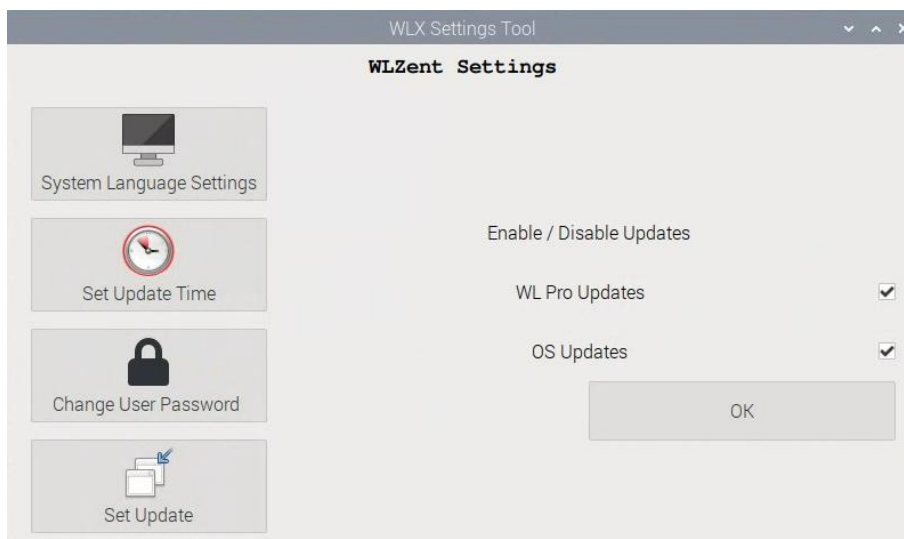 WLX Settings Tool
WLZent Settings
System Language Settings
Set Update Time
Change User Password
Set Update
Enable / Disable Updates
WL Pro Updates
OS Updates
OK